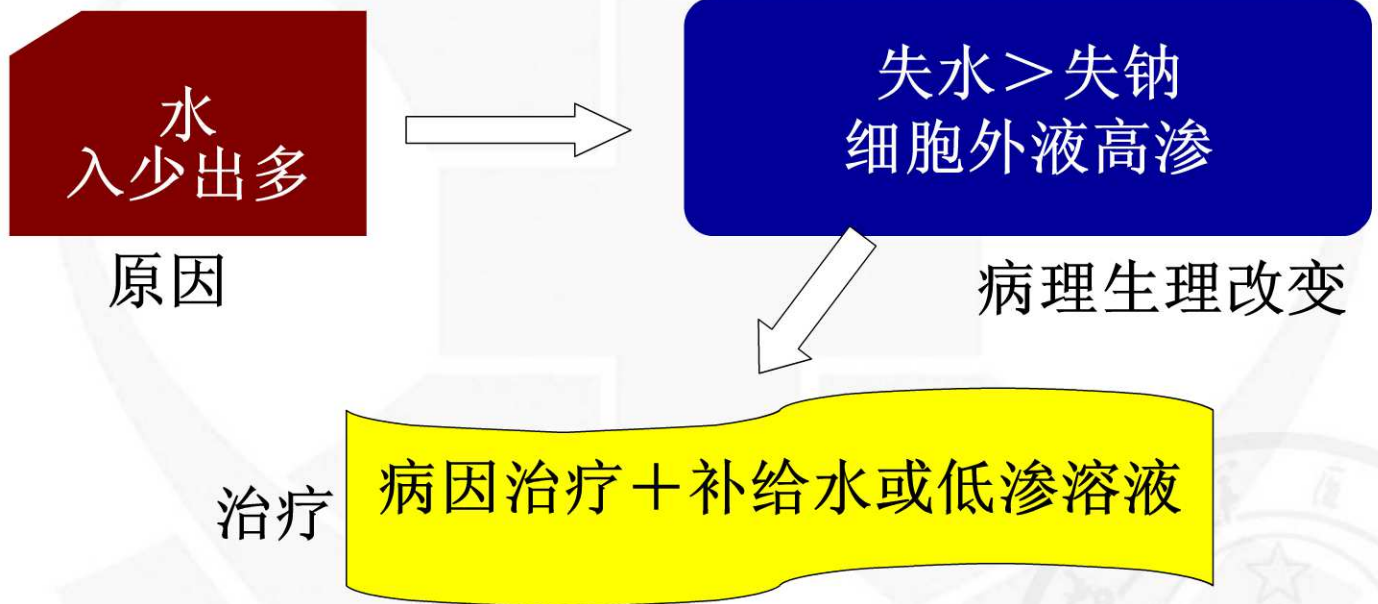 水
入少出多
原因
失水＞失钠
细胞外液高渗
病理生理改变
治疗
病因治疗＋补给水或低渗溶液